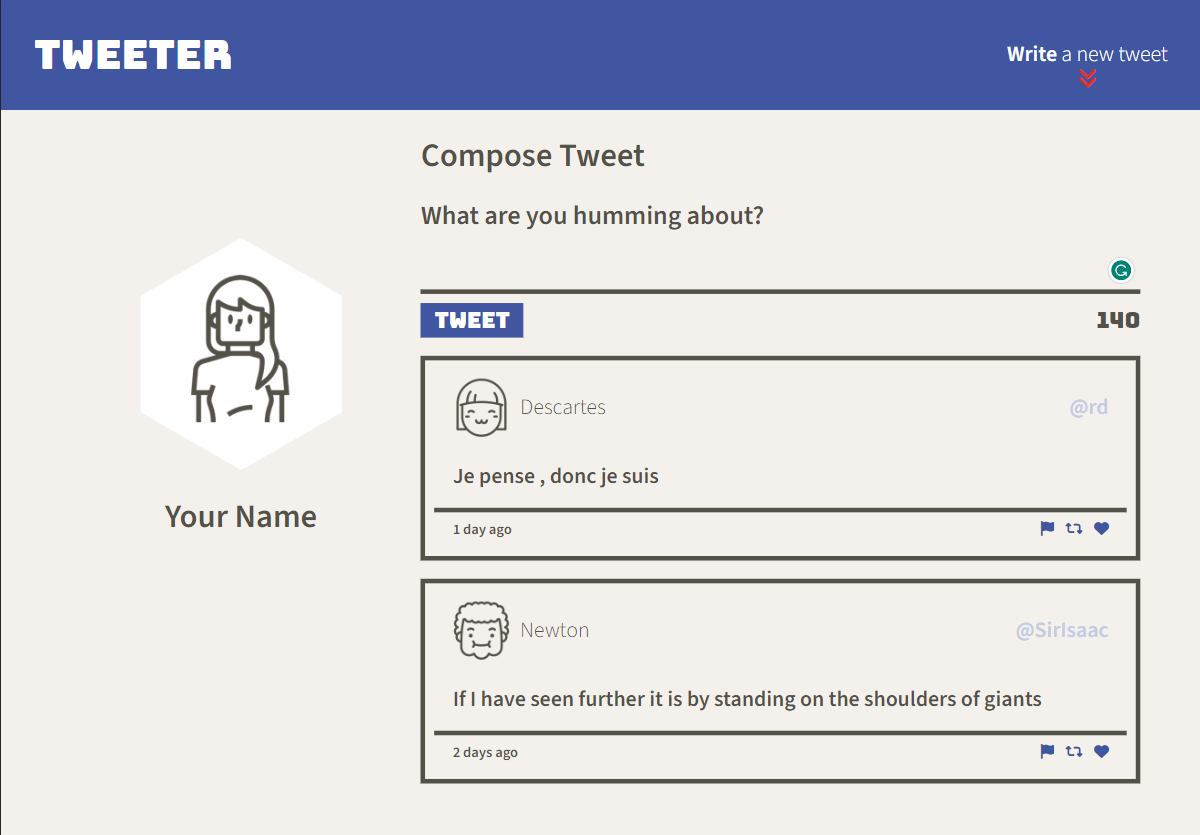 TWEETER
Write a new tweet
Compose Tweet
What are you humming about?
TWEET
140
Your Name
Descartes
@rd
Je pense , donc je suis
1 day ago
Newton
@SirIsaac
If I have seen further it is by standing on the shoulders of giants
2 days ago